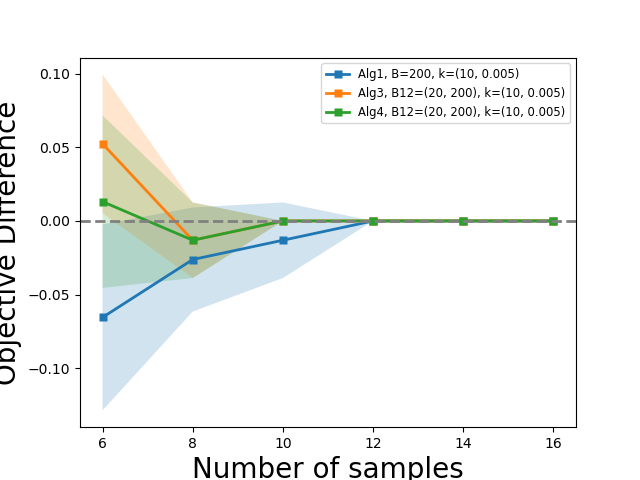 Objective Difference
0.10
0.05
0.00
−0.05
−0.10
Alg1, B=200, k=(10, 0.005)
Alg3, B12=(20, 200), k=(10, 0.005)
Alg4, B12=(20, 200), k=(10, 0.005)
6 8 10 12 14 16
Number of samples